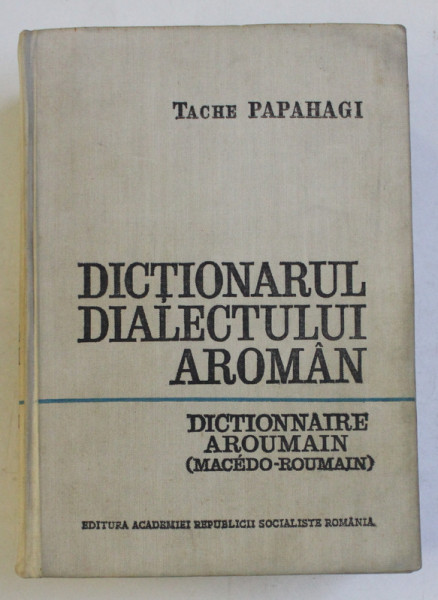 TACHE PAPAHAGI
DICȚIONARUL
DIALECTULUI
AROMÂN
DICTIONNAIRE
AROUMAIN
(MACÉDO-ROUMAIN)
EDITURA ACADEMIEI REPUBLICII SOCIALISTE ROMÂNIA